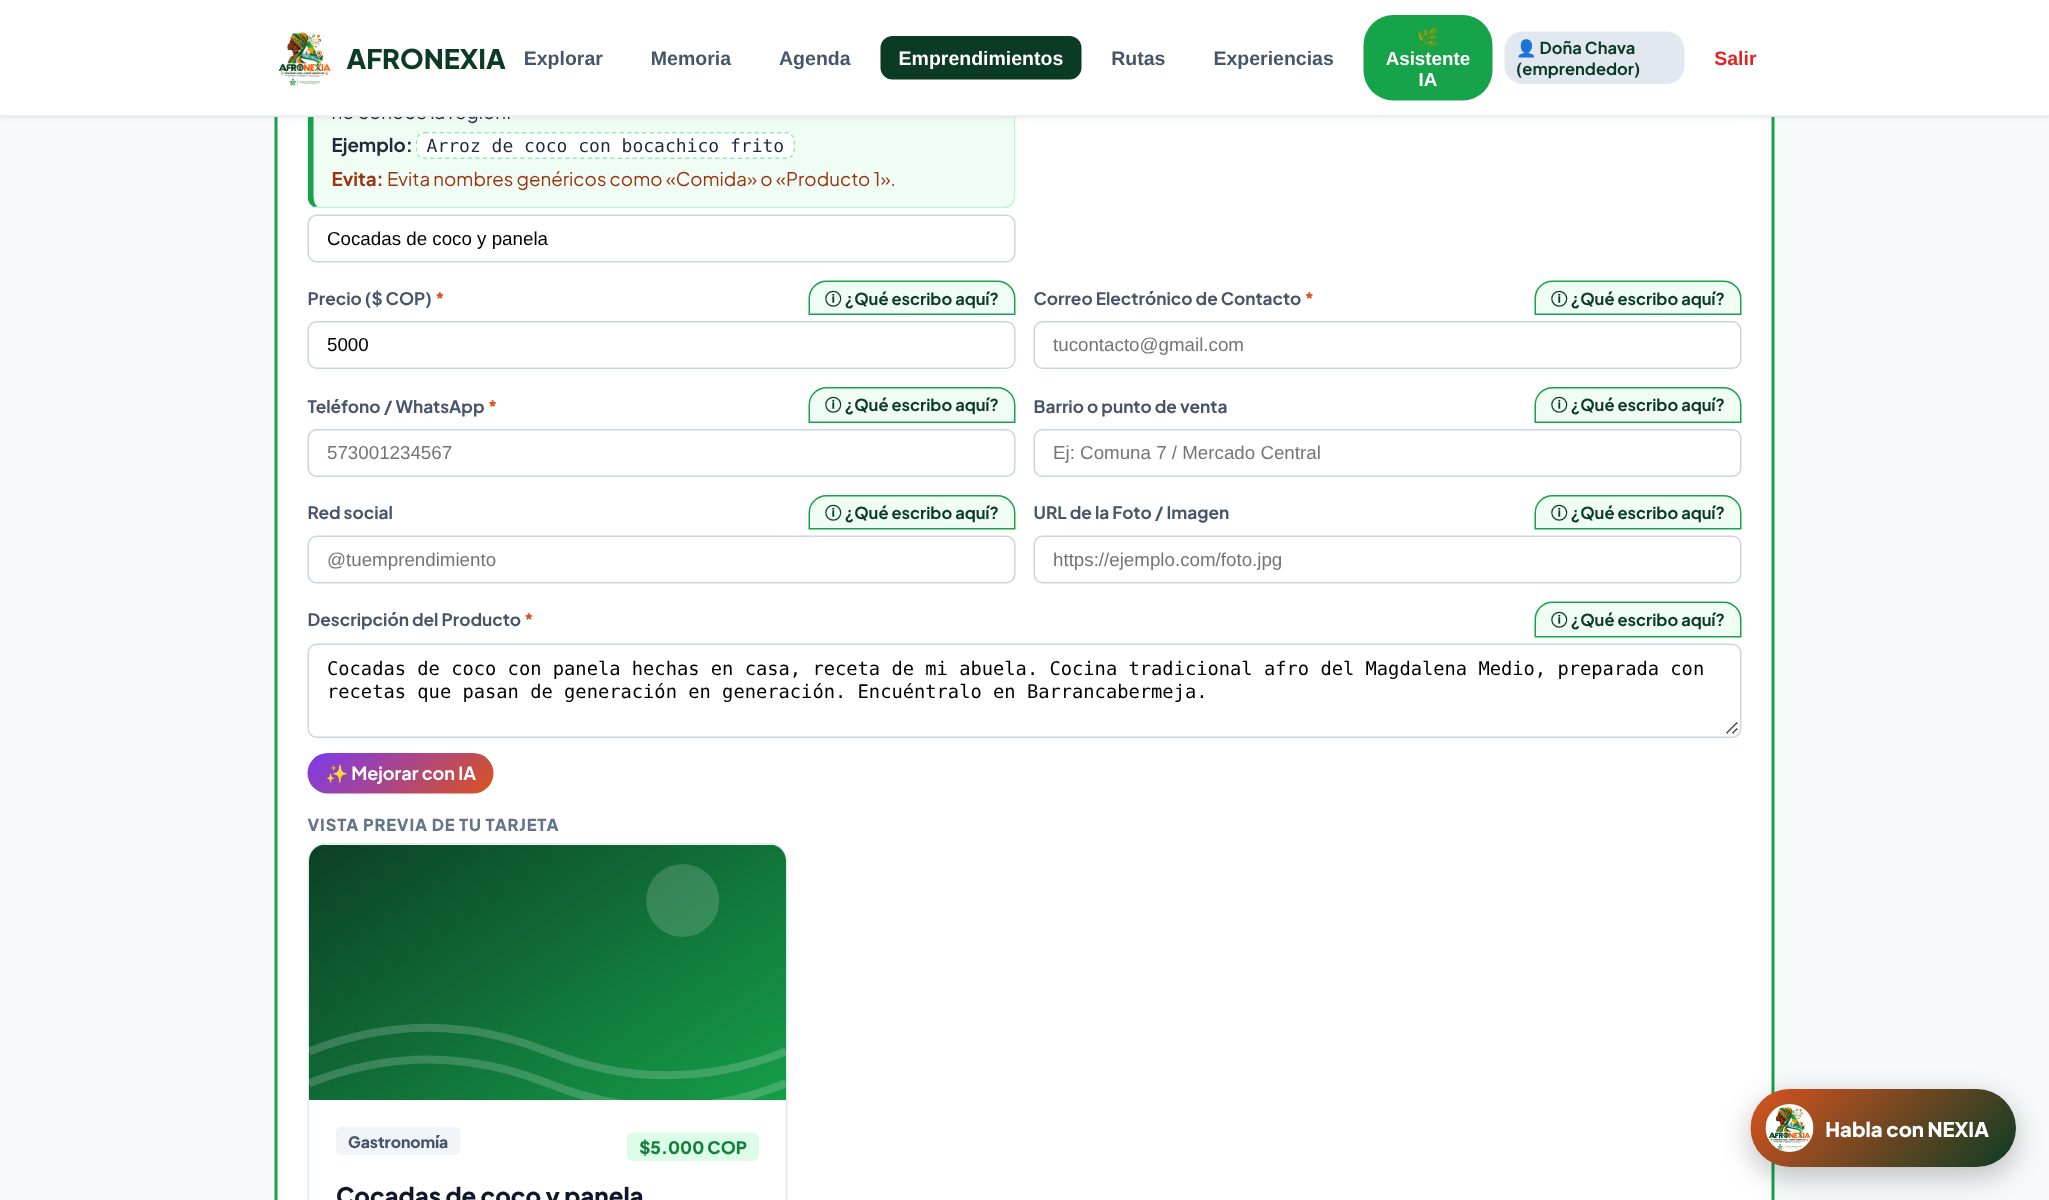 AFRONEXIA
Explorar
Memoria
Agenda
Emprendimientos
Rutas
Experiencias
🌿
Asistente
IA
👤 Doña Chava
(emprendedor)
Salir
Ejemplo: Arroz de coco con bocachico frito
Evita: Evita nombres genéricos como «Comida» o «Producto 1».
Cocadas de coco y panela
Precio ($ COP) *
ⓘ ¿Qué escribo aquí?
Correo Electrónico de Contacto *
ⓘ ¿Qué escribo aquí?
5000
tucontacto@gmail.com
Teléfono / WhatsApp *
ⓘ ¿Qué escribo aquí?
Barrio o punto de venta
ⓘ ¿Qué escribo aquí?
573001234567
Ej: Comuna 7 / Mercado Central
Red social
ⓘ ¿Qué escribo aquí?
URL de la Foto / Imagen
ⓘ ¿Qué escribo aquí?
@tuemprendimiento
https://ejemplo.com/foto.jpg
Descripción del Producto *
ⓘ ¿Qué escribo aquí?
Cocadas de coco con panela hechas en casa, receta de mi abuela. Cocina tradicional afro del Magdalena Medio, preparada con
recetas que pasan de generación en generación. Encuéntralo en Barrancabermeja.
✨ Mejorar con IA
VISTA PREVIA DE TU TARJETA
Gastronomía
$5.000 COP
Cocadas de coco y panela
Habla con NEXIA